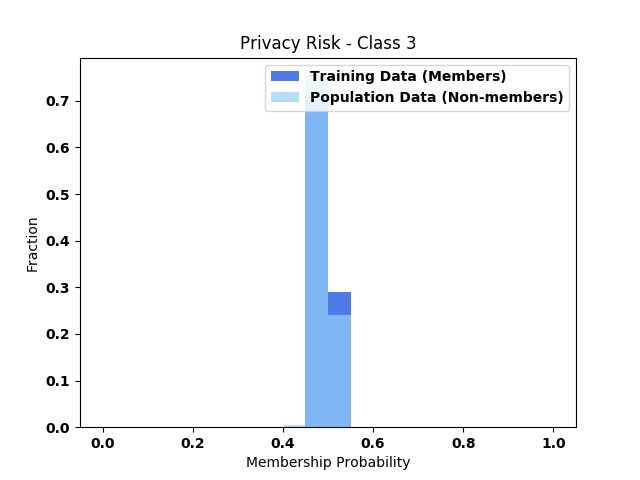 Privacy Risk - Class 3
Training Data (Members)
Population Data (Non-members)
0.7
0.6
0.5
0.4
0.3
0.2
0.1
0.0
Fraction
0.0 0.2 0.4 0.6 0.8 1.0
Membership Probability